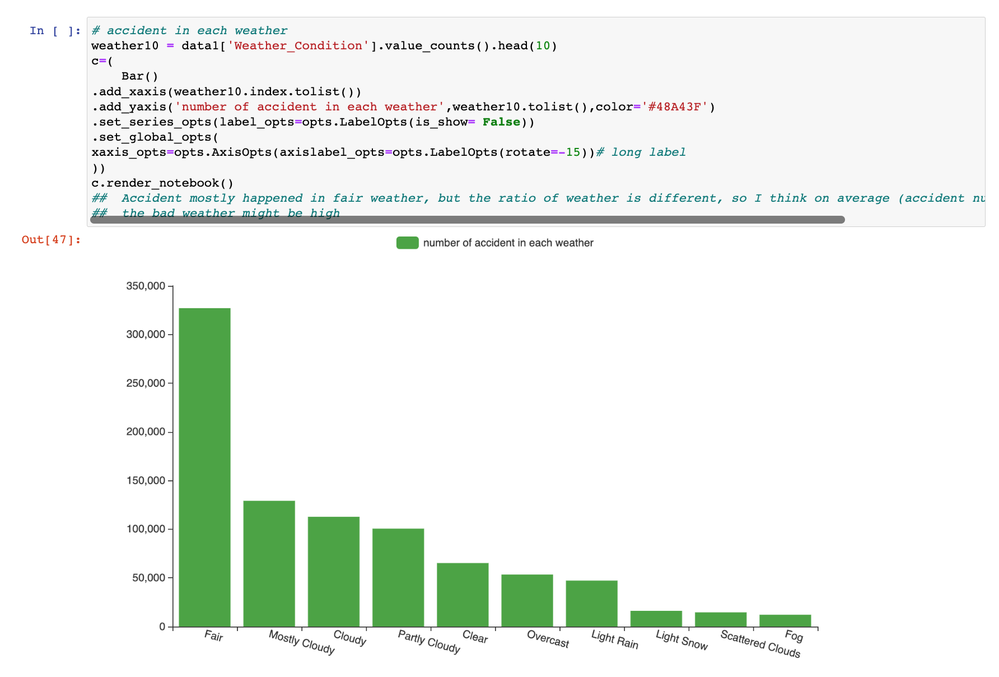 In [ ]:
# accident in each weather
weather10 = data1['Weather_Condition'].value_counts().head(10)
c=(
    Bar()
.add_xaxis(weather10.index.tolist())
.add_yaxis('number of accident in each weather',weather10.tolist(),color='#48A43F')
.set_series_opts(label_opts=opts.LabelOpts(is_show= False))
.set_global_opts(
xaxis_opts=opts.AxisOpts(axislabel_opts=opts.LabelOpts(rotate=-15))# long label
))
c.render_notebook()
##  Accident mostly happened in fair weather, but the ratio of weather is different, so I think on average (accident
##  the bad weather might be high
Out[47]:
number of accident in each weather
350,000
300,000
250,000
200,000
150,000
100,000
50,000
0
Fair
Mostly Cloudy
Cloudy
Partly Cloudy
Clear
Overcast
Light Rain
Light Snow
Scattered Clouds
Fog